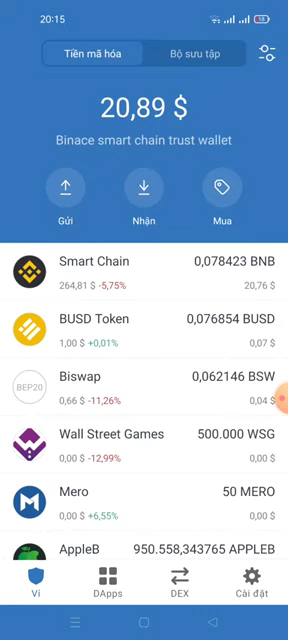 20:15
18
Tiền mã hóa
Bộ sưu tập
20,89 $
Binace smart chain trust wallet
Gửi
Nhận
Mua
Smart Chain 0,078423 BNB
264,81 $ -5,75% 20,76 $
BUSD Token 0,076854 BUSD
1,00 $ +0,01% 0,07 $
BEP20
Biswap 0,062146 BSW
0,66 $ -11,26% 0,04 $
Wall Street Games 500.000 WSG
0,00 $ -12,99% 0,00 $
Mero 50 MERO
0,00 $ +6,55% 0,00 $
AppleB 950.558,343765 APPLEB
Ví
DApps
DEX
Cài đặt